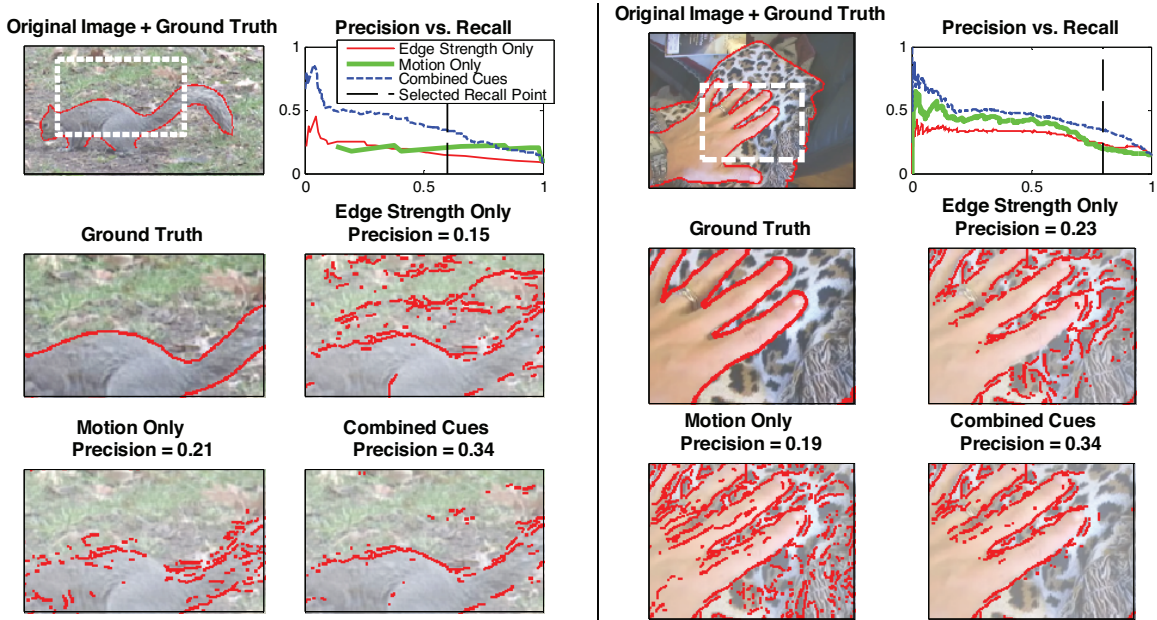 Original Image + Ground Truth
Precision vs. Recall
1
0.5
0
0
0.5
1
Edge Strength Only
Motion Only
Combined Cues
Selected Recall Point
Ground Truth
Edge Strength Only
Precision = 0.15
Motion Only
Precision = 0.21
Combined Cues
Precision = 0.34
Original Image + Ground Truth
Precision vs. Recall
1
0.5
0
0
0.5
1
Ground Truth
Edge Strength Only
Precision = 0.23
Motion Only
Precision = 0.19
Combined Cues
Precision = 0.34